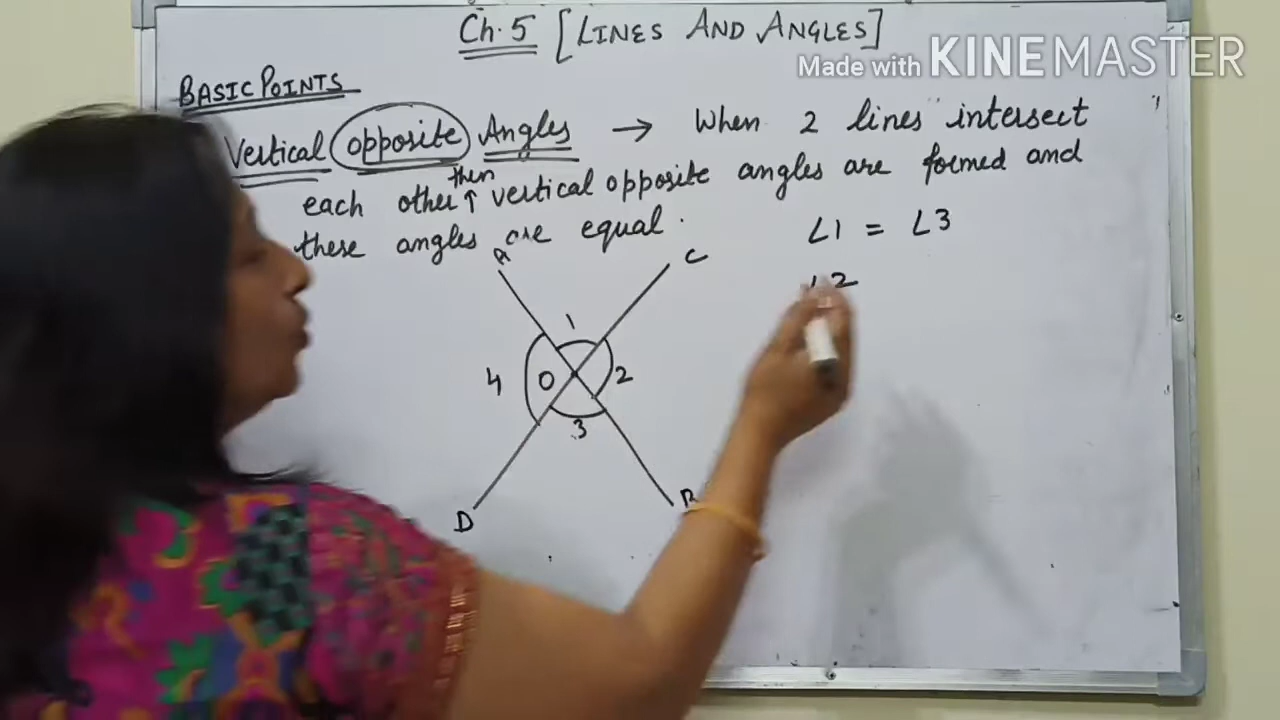 Ch.5 [LINES AND ANGLES]
Made with KINEMASTER
BASIC POINTS
Vertical opposite Angles → When 2 lines intersect
each other ↑ then vertical opposite angles are formed and
these angles are equal.
∠1 = ∠3
∠2
A
C
1
4
O
2
3
D
B